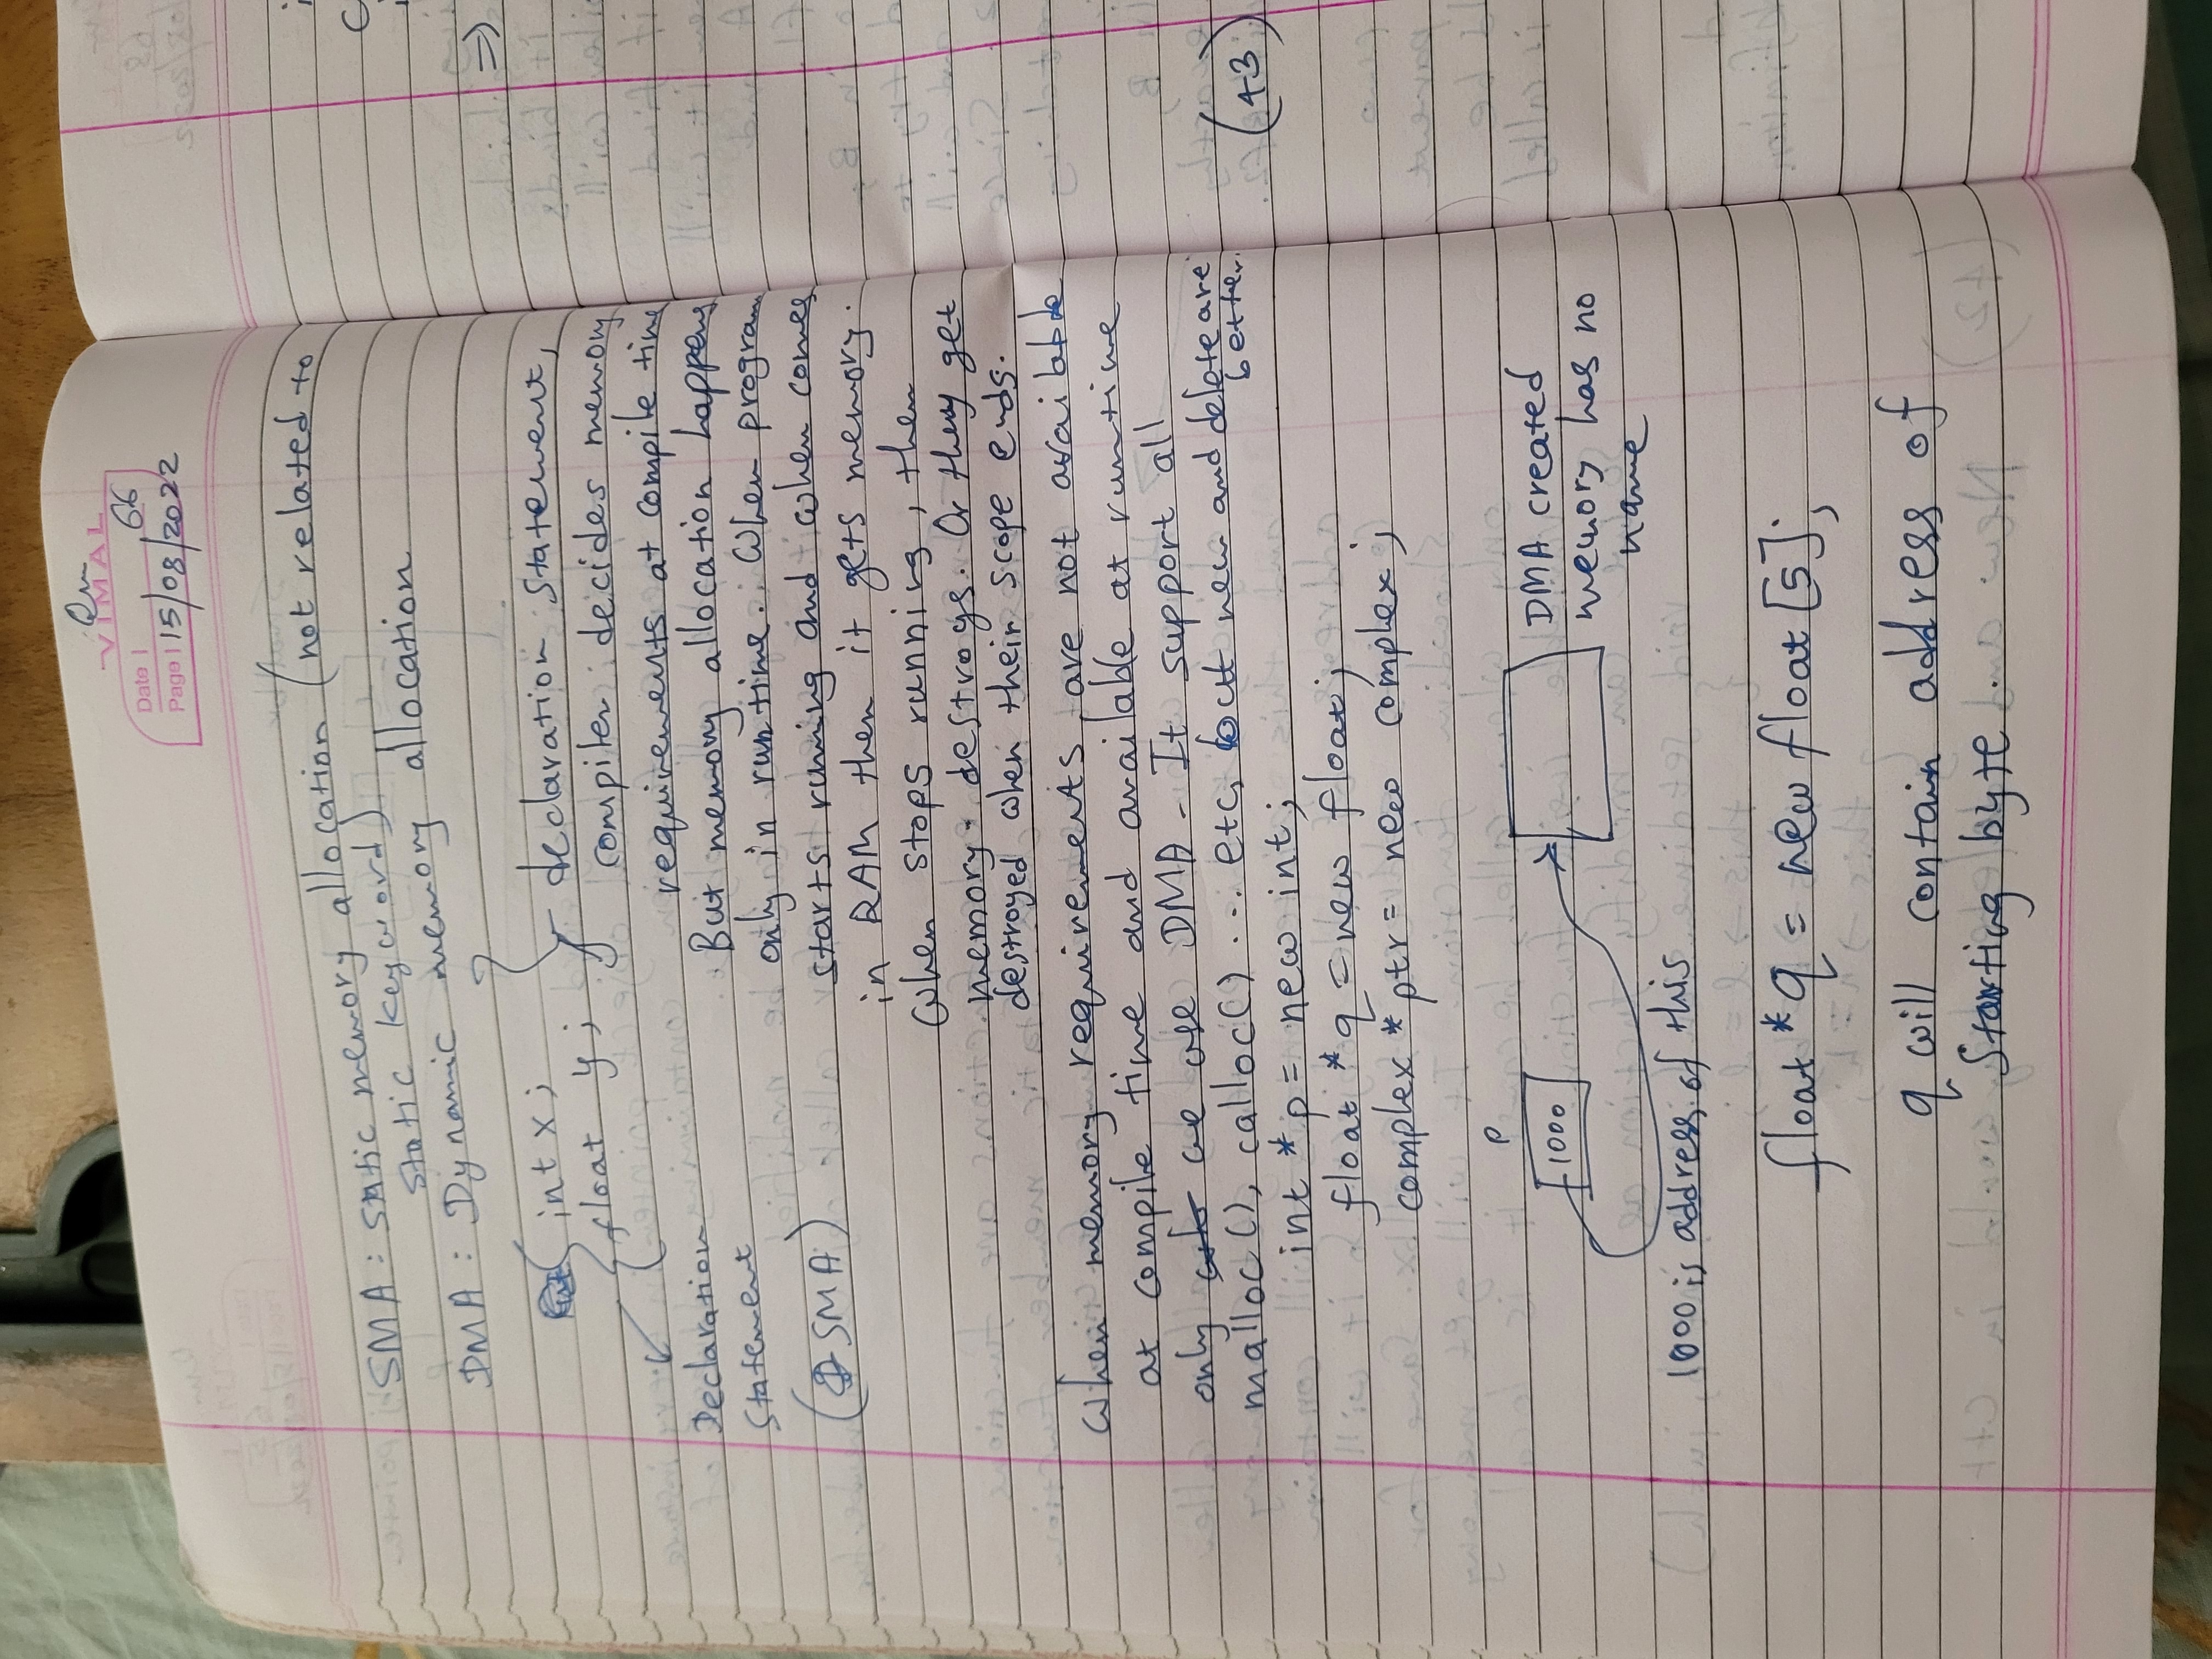 Om
VIMAL
Date | 66
Page | 15/08/2022
SMA : Static memory allocation (not related to
static keyword)
DMA : Dynamic memory allocation
int x ;
float y ;
Declaration
Statement
(SMA)
declaration statement,
compiler decides memory
requirements at compile time
But memory allocation happens
only in run time. When program
starts running and when comes
in RAM then it gets memory.
When stops running, then
memory destroys. Or they get
destroyed when their scope ends.
When memory requirements are not available
at compile time and available at runtime
only we use DMA - It support all
malloc(), calloc() ... etc, but new and delete are
better.
int *p = new int;
float *q = new float;
complex *ptr = new complex;
P
1000
DMA created
memory has no
name
1000 is address of this
float *q = new float[5];
q will contain address of
Starting byte.
⇒
(43)